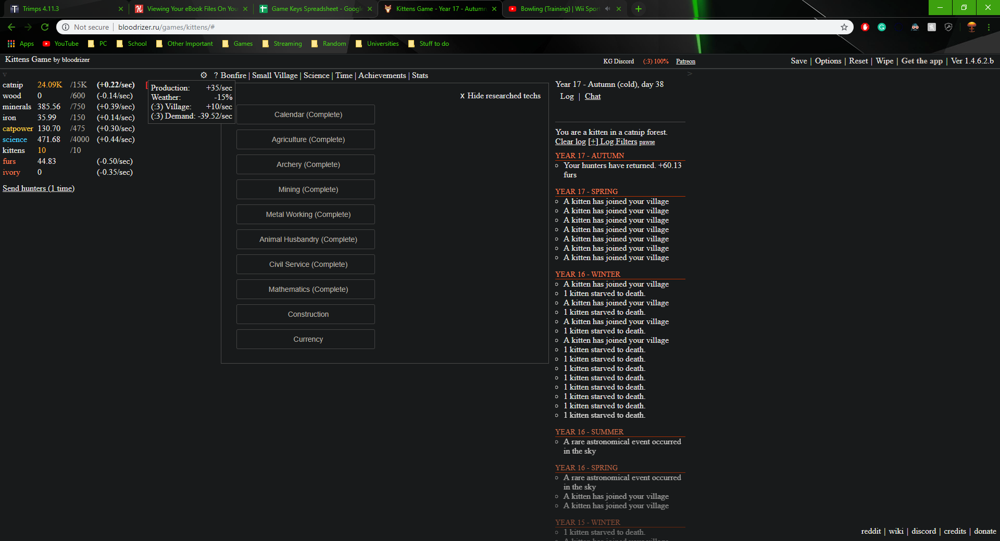 Trimps 4.11.3
Viewing Your eBook Files On You
Game Keys Spreadsheet - Google
Kittens Game - Year 17 - Autumn
Bowling (Training) | Wii Sport
Not secure | bloodrizer.ru/games/kittens/#
Apps YouTube PC School Other Important Games Streaming Random Universities Stuff to do
Kittens Game by bloodrizer
KG Discord (:3) 100% Patreon
Save | Options | Reset | Wipe | Get the app | Ver 1.4.6.2.b
v
? Bonfire | Small Village | Science | Time | Achievements | Stats
>
catnip 24.09K /15K (+0.22/sec) [
wood 0 /600 (-0.14/sec)
minerals 385.56 /750 (+0.39/sec)
iron 35.99 /150 (+0.14/sec)
catpower 130.70 /475 (+0.30/sec)
science 471.68 /4000 (+0.44/sec)
kittens 10 /10
furs 44.83 (-0.50/sec)
ivory 0 (-0.35/sec)
Send hunters (1 time)
Production: +35/sec
Weather: -15%
(:3) Village: +10/sec
(:3) Demand: -39.52/sec
x Hide researched techs
Calendar (Complete)
Agriculture (Complete)
Archery (Complete)
Mining (Complete)
Metal Working (Complete)
Animal Husbandry (Complete)
Civil Service (Complete)
Mathematics (Complete)
Construction
Currency
Year 17 - Autumn (cold), day 38
Log | Chat
You are a kitten in a catnip forest.
Clear log [+] Log Filters pawse
YEAR 17 - AUTUMN
Your hunters have returned. +60.13
furs
YEAR 17 - SPRING
A kitten has joined your village
A kitten has joined your village
A kitten has joined your village
A kitten has joined your village
A kitten has joined your village
A kitten has joined your village
A kitten has joined your village
YEAR 16 - WINTER
A kitten has joined your village
1 kitten starved to death.
A kitten has joined your village
1 kitten starved to death.
A kitten has joined your village
1 kitten starved to death.
A kitten has joined your village
1 kitten starved to death.
1 kitten starved to death.
1 kitten starved to death.
1 kitten starved to death.
1 kitten starved to death.
1 kitten starved to death.
1 kitten starved to death.
1 kitten starved to death.
YEAR 16 - SUMMER
A rare astronomical event occurred
in the sky
YEAR 16 - SPRING
A rare astronomical event occurred
in the sky
A kitten has joined your village
A kitten has joined your village
YEAR 15 - WINTER
1 kitten starved to death.
reddit | wiki | discord | credits | donate